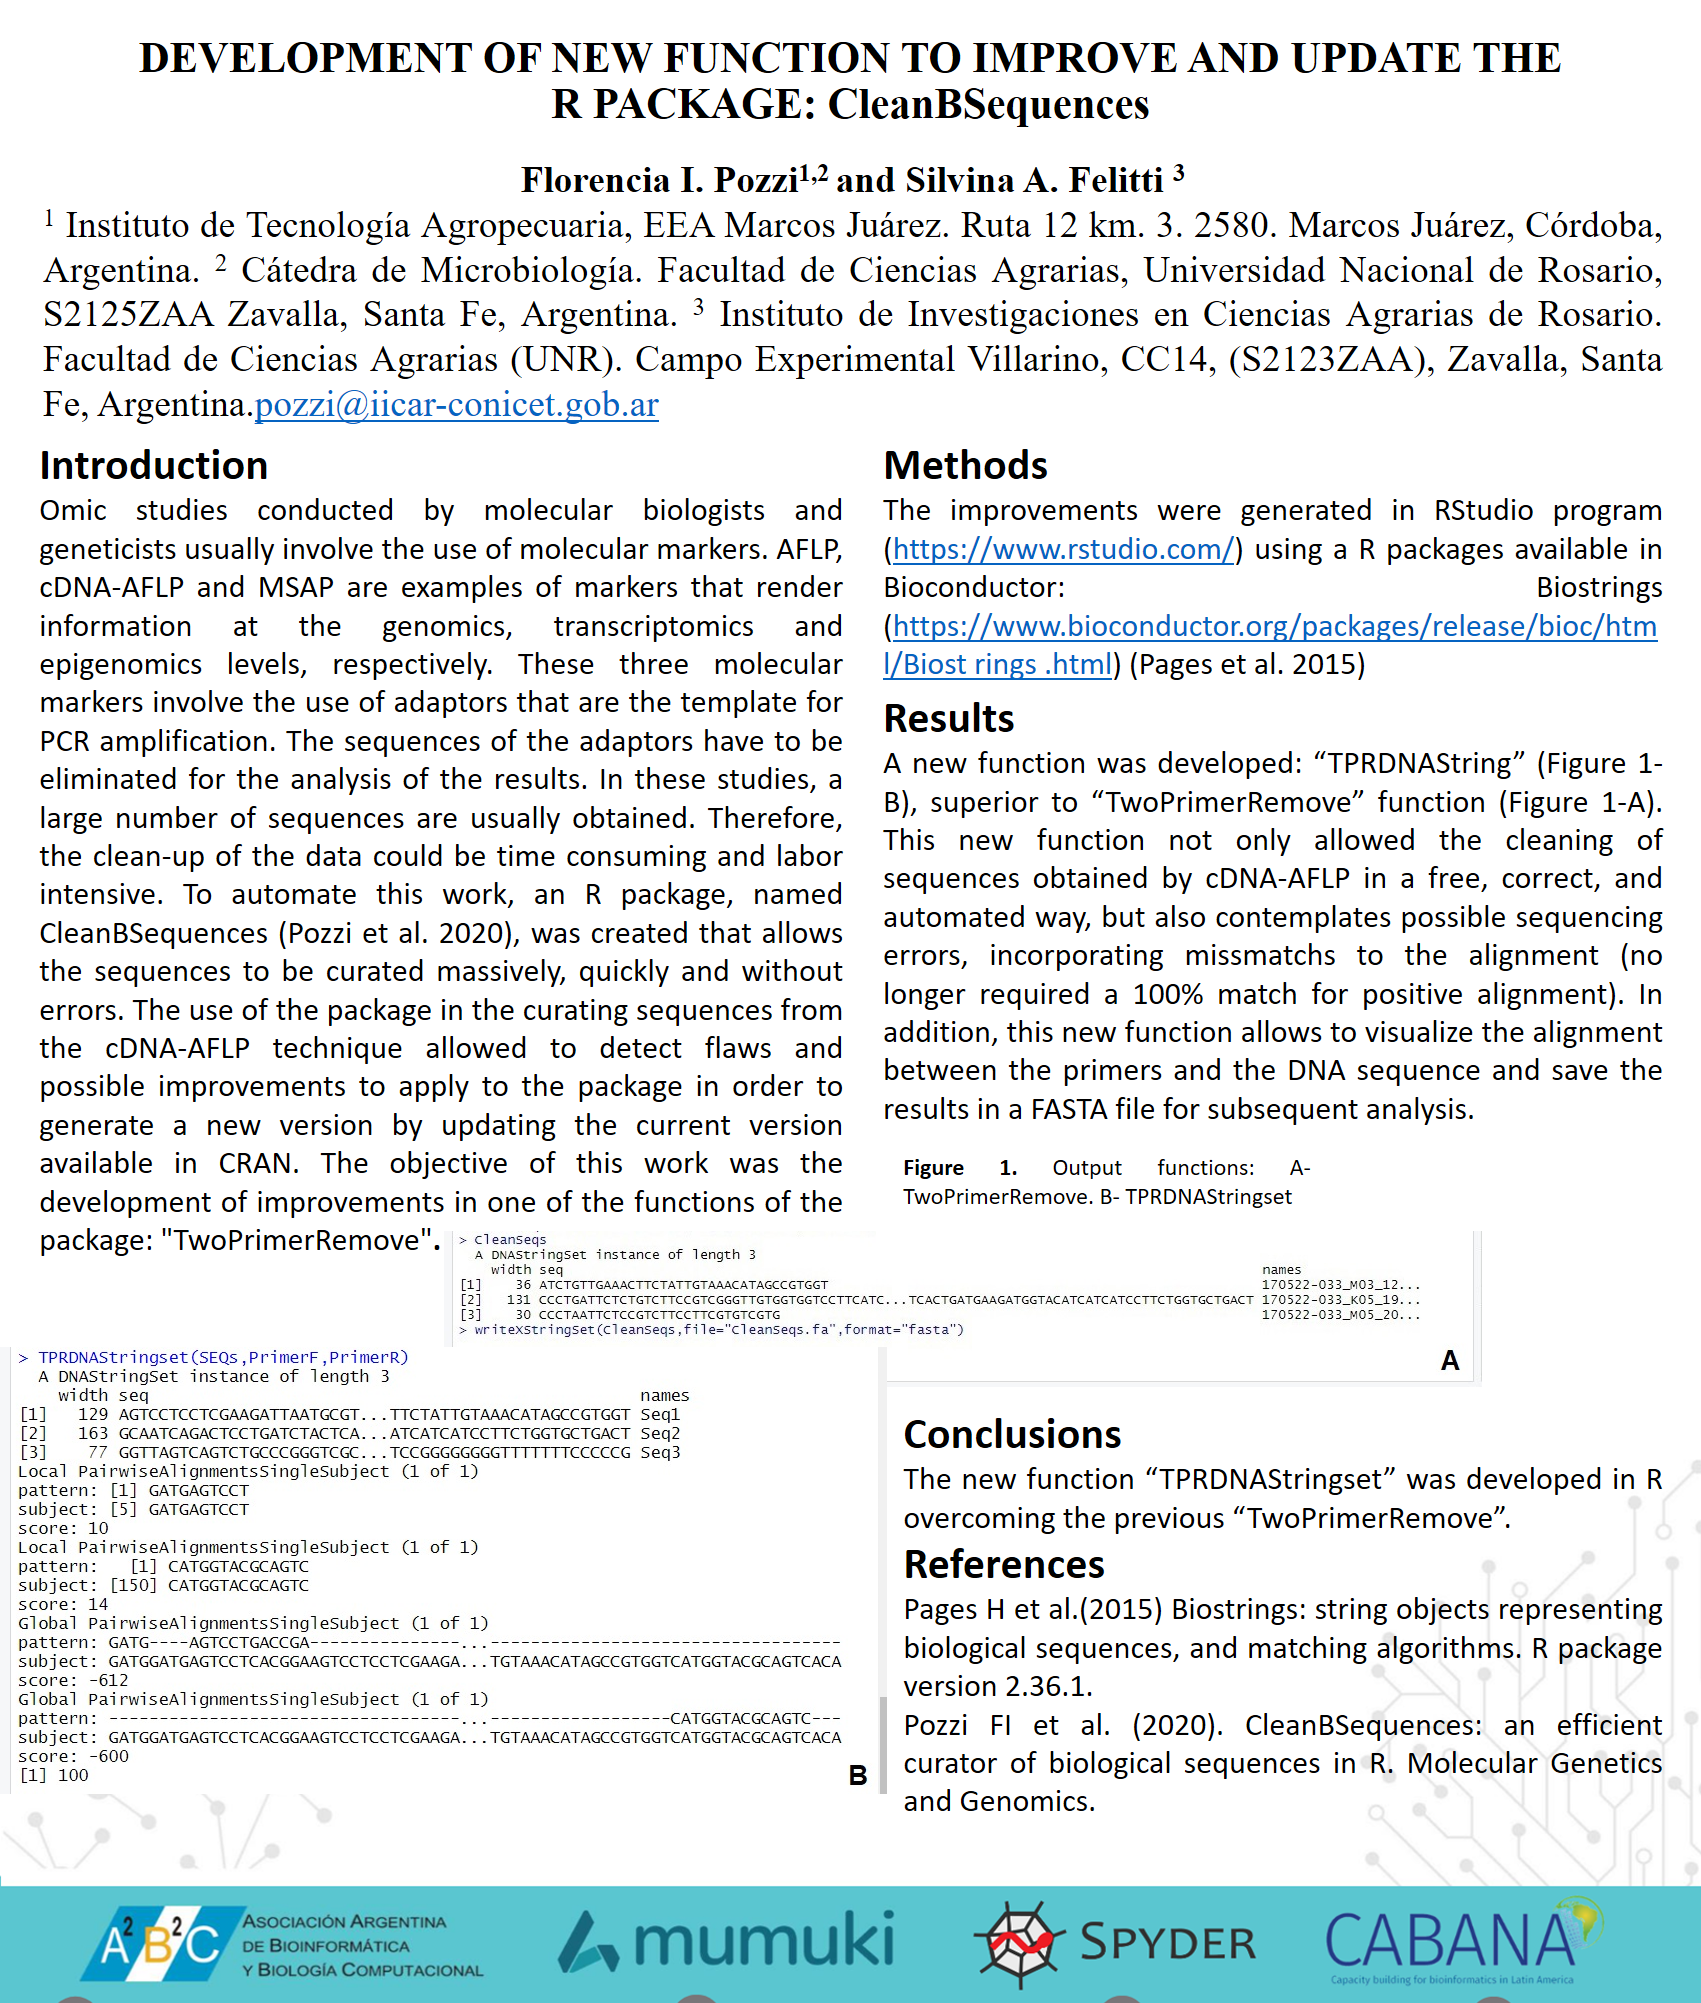 DEVELOPMENT OF NEW FUNCTION TO IMPROVE AND UPDATE THE
R PACKAGE: CleanBSequences
Florencia I. Pozzi1,2 and Silvina A. Felitti 3
1 Instituto de Tecnología Agropecuaria, EEA Marcos Juárez. Ruta 12 km. 3. 2580. Marcos Juárez, Córdoba,
Argentina. 2 Cátedra de Microbiología. Facultad de Ciencias Agrarias, Universidad Nacional de Rosario,
S2125ZAA Zavalla, Santa Fe, Argentina. 3 Instituto de Investigaciones en Ciencias Agrarias de Rosario.
Facultad de Ciencias Agrarias (UNR). Campo Experimental Villarino, CC14, (S2123ZAA), Zavalla, Santa
Fe, Argentina.pozzi@iicar-conicet.gob.ar
Introduction
Omic studies conducted by molecular biologists and
geneticists usually involve the use of molecular markers. AFLP,
cDNA-AFLP and MSAP are examples of markers that render
information at the genomics, transcriptomics and
epigenomics levels, respectively. These three molecular
markers involve the use of adaptors that are the template for
PCR amplification. The sequences of the adaptors have to be
eliminated for the analysis of the results. In these studies, a
large number of sequences are usually obtained. Therefore,
the clean-up of the data could be time consuming and labor
intensive. To automate this work, an R package, named
CleanBSequences (Pozzi et al. 2020), was created that allows
the sequences to be curated massively, quickly and without
errors. The use of the package in the curating sequences from
the cDNA-AFLP technique allowed to detect flaws and
possible improvements to apply to the package in order to
generate a new version by updating the current version
available in CRAN. The objective of this work was the
development of improvements in one of the functions of the
package: "TwoPrimerRemove".
Methods
The improvements were generated in RStudio program
(https://www.rstudio.com/) using a R packages available in
Bioconductor: Biostrings
(https://www.bioconductor.org/packages/release/bioc/htm
l/Biost rings .html) (Pages et al. 2015)
Results
A new function was developed: “TPRDNAString” (Figure 1-
B), superior to “TwoPrimerRemove” function (Figure 1-A).
This new function not only allowed the cleaning of
sequences obtained by cDNA-AFLP in a free, correct, and
automated way, but also contemplates possible sequencing
errors, incorporating missmatchs to the alignment (no
longer required a 100% match for positive alignment). In
addition, this new function allows to visualize the alignment
between the primers and the DNA sequence and save the
results in a FASTA file for subsequent analysis.
Figure 1. Output functions: A-
TwoPrimerRemove. B- TPRDNAStringset
> CleanSeqs
A DNAStringSet instance of length 3
width seq names
[1] 36 ATCTGTTGAAACTTCTATTGTAAACATAGCCGTGGT 170522-033_M03_12...
[2] 131 CCCTGATTCTCTGTCTTCCGTCGGGTTGTGGTGGTCCTTCATC...TCACTGATGAAGATGGTACATCATCATCCTTCTGGTGCTGACT 170522-033_K05_19...
[3] 30 CCCTAATTCTCCGTCTTCCTTCGTGTCGTG 170522-033_M05_20...
> writeXStringSet(CleanSeqs,file="CleanSeqs.fa",format="fasta")
A
> TPRDNAStringset(SEQs,PrimerF,PrimerR)
A DNAStringSet instance of length 3
width seq names
[1] 129 AGTCCTCCTCGAAGATTAATGCGT...TTCTATTGTAAACATAGCCGTGGT Seq1
[2] 163 GCAATCAGACTCCTGATCTACTCA...ATCATCATCCTTCTGGTGCTGACT Seq2
[3] 77 GGTTAGTCAGTCTGCCCGGGTCGC...TCCGGGGGGGGTTTTTTTCCCCCG Seq3
Local PairwiseAlignmentsSingleSubject (1 of 1)
pattern: [1] GATGAGTCCT
subject: [5] GATGAGTCCT
score: 10
Local PairwiseAlignmentsSingleSubject (1 of 1)
pattern: [1] CATGGTACGCAGTC
subject: [150] CATGGTACGCAGTC
score: 14
Global PairwiseAlignmentsSingleSubject (1 of 1)
pattern: GATG----AGTCCTGACCGA---------------...-----------------------------------
subject: GATGGATGAGTCCTCACGGAAGTCCTCCTCGAAGA...TGTAAACATAGCCGTGGTCATGGTACGCAGTCACA
score: -612
Global PairwiseAlignmentsSingleSubject (1 of 1)
pattern: -----------------------------------...------------------CATGGTACGCAGTC---
subject: GATGGATGAGTCCTCACGGAAGTCCTCCTCGAAGA...TGTAAACATAGCCGTGGTCATGGTACGCAGTCACA
score: -600
[1] 100
B
Conclusions
The new function “TPRDNAStringset” was developed in R
overcoming the previous “TwoPrimerRemove”.
References
Pages H et al.(2015) Biostrings: string objects representing
biological sequences, and matching algorithms. R package
version 2.36.1.
Pozzi FI et al. (2020). CleanBSequences: an efficient
curator of biological sequences in R. Molecular Genetics
and Genomics.
A2B2C
ASOCIACIÓN ARGENTINA
DE BIOINFORMÁTICA
Y BIOLOGÍA COMPUTACIONAL
mumuki
SPYDER
CABANA
Capacity building for bioinformatics in Latin America